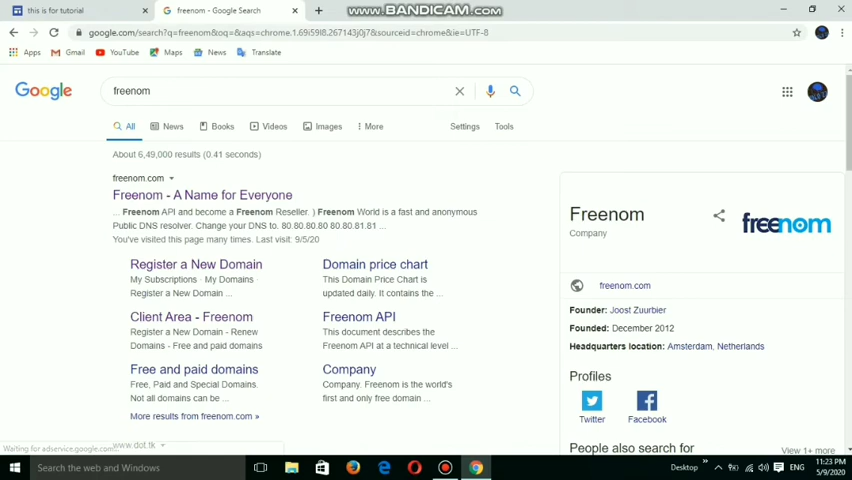 this is for tutorial
freenom - Google Search
www.BANDICAM.com
google.com/search?q=freenom&oq=&aqs=chrome.1.69i59l8.267143j0j7&sourceid=chrome&ie=UTF-8
Apps Gmail YouTube Maps News Translate
Google
freenom
All News Books Videos Images More Settings Tools
About 6,49,000 results (0.41 seconds)
freenom.com
Freenom - A Name for Everyone
... Freenom API and become a Freenom Reseller. ) Freenom World is a fast and anonymous
Public DNS resolver. Change your DNS to. 80.80.80.80 80.80.81.81 ...
You've visited this page many times. Last visit: 9/5/20
Register a New Domain
My Subscriptions · My Domains
Register a New Domain ...
Domain price chart
This Domain Price Chart is
updated daily. It contains the ...
Client Area - Freenom
Register a New Domain - Renew
Domains - Free and paid domains
Freenom API
This document describes the
Freenom API at a technical level ...
Free and paid domains
Free, Paid and Special Domains.
Not all domains can be ...
Company
Company. Freenom is the world's
first and only free domain ...
More results from freenom.com »
www.dot.tk
Waiting for adservice.google.com...
Freenom
Company
freenom
freenom.com
Founder: Joost Zuurbier
Founded: December 2012
Headquarters location: Amsterdam, Netherlands
Profiles
Twitter Facebook
People also search for
View 1+ more
Search the web and Windows
Desktop
ENG
11:23 PM
5/9/2020